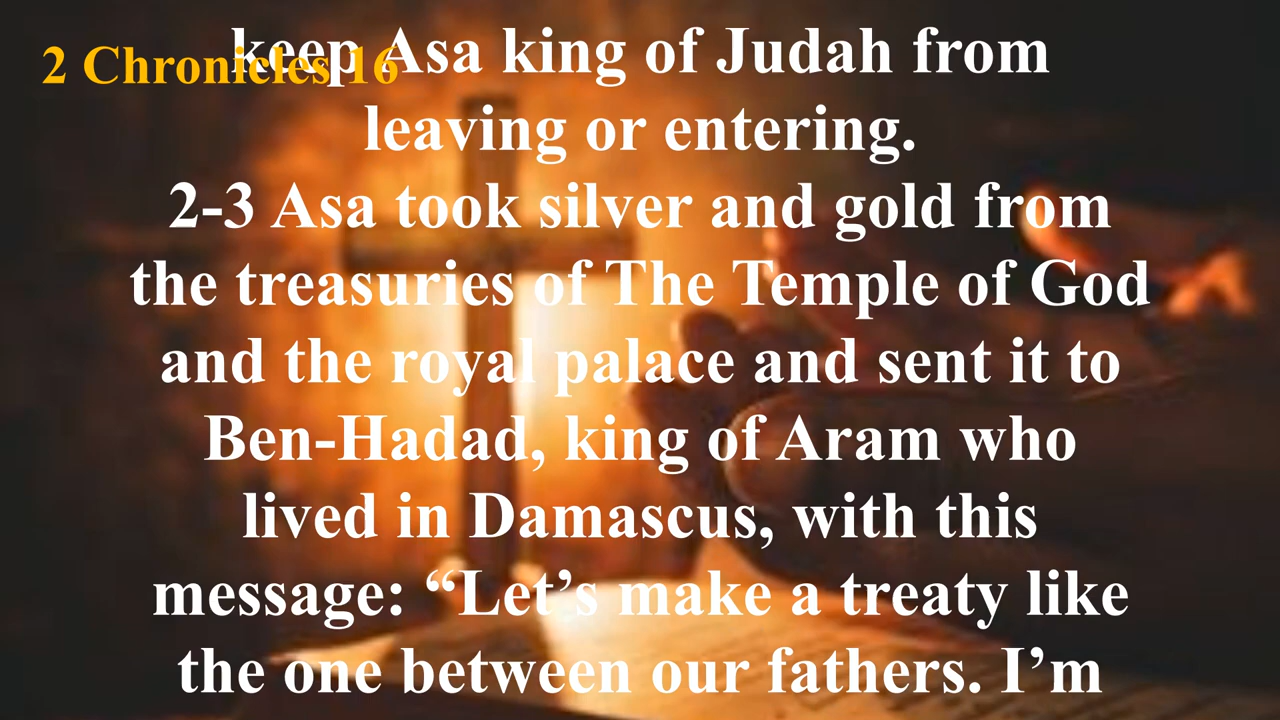 2 Chronicles 16
keep Asa king of Judah from
leaving or entering.
2-3 Asa took silver and gold from
the treasuries of The Temple of God
and the royal palace and sent it to
Ben-Hadad, king of Aram who
lived in Damascus, with this
message: “Let’s make a treaty like
the one between our fathers. I’m